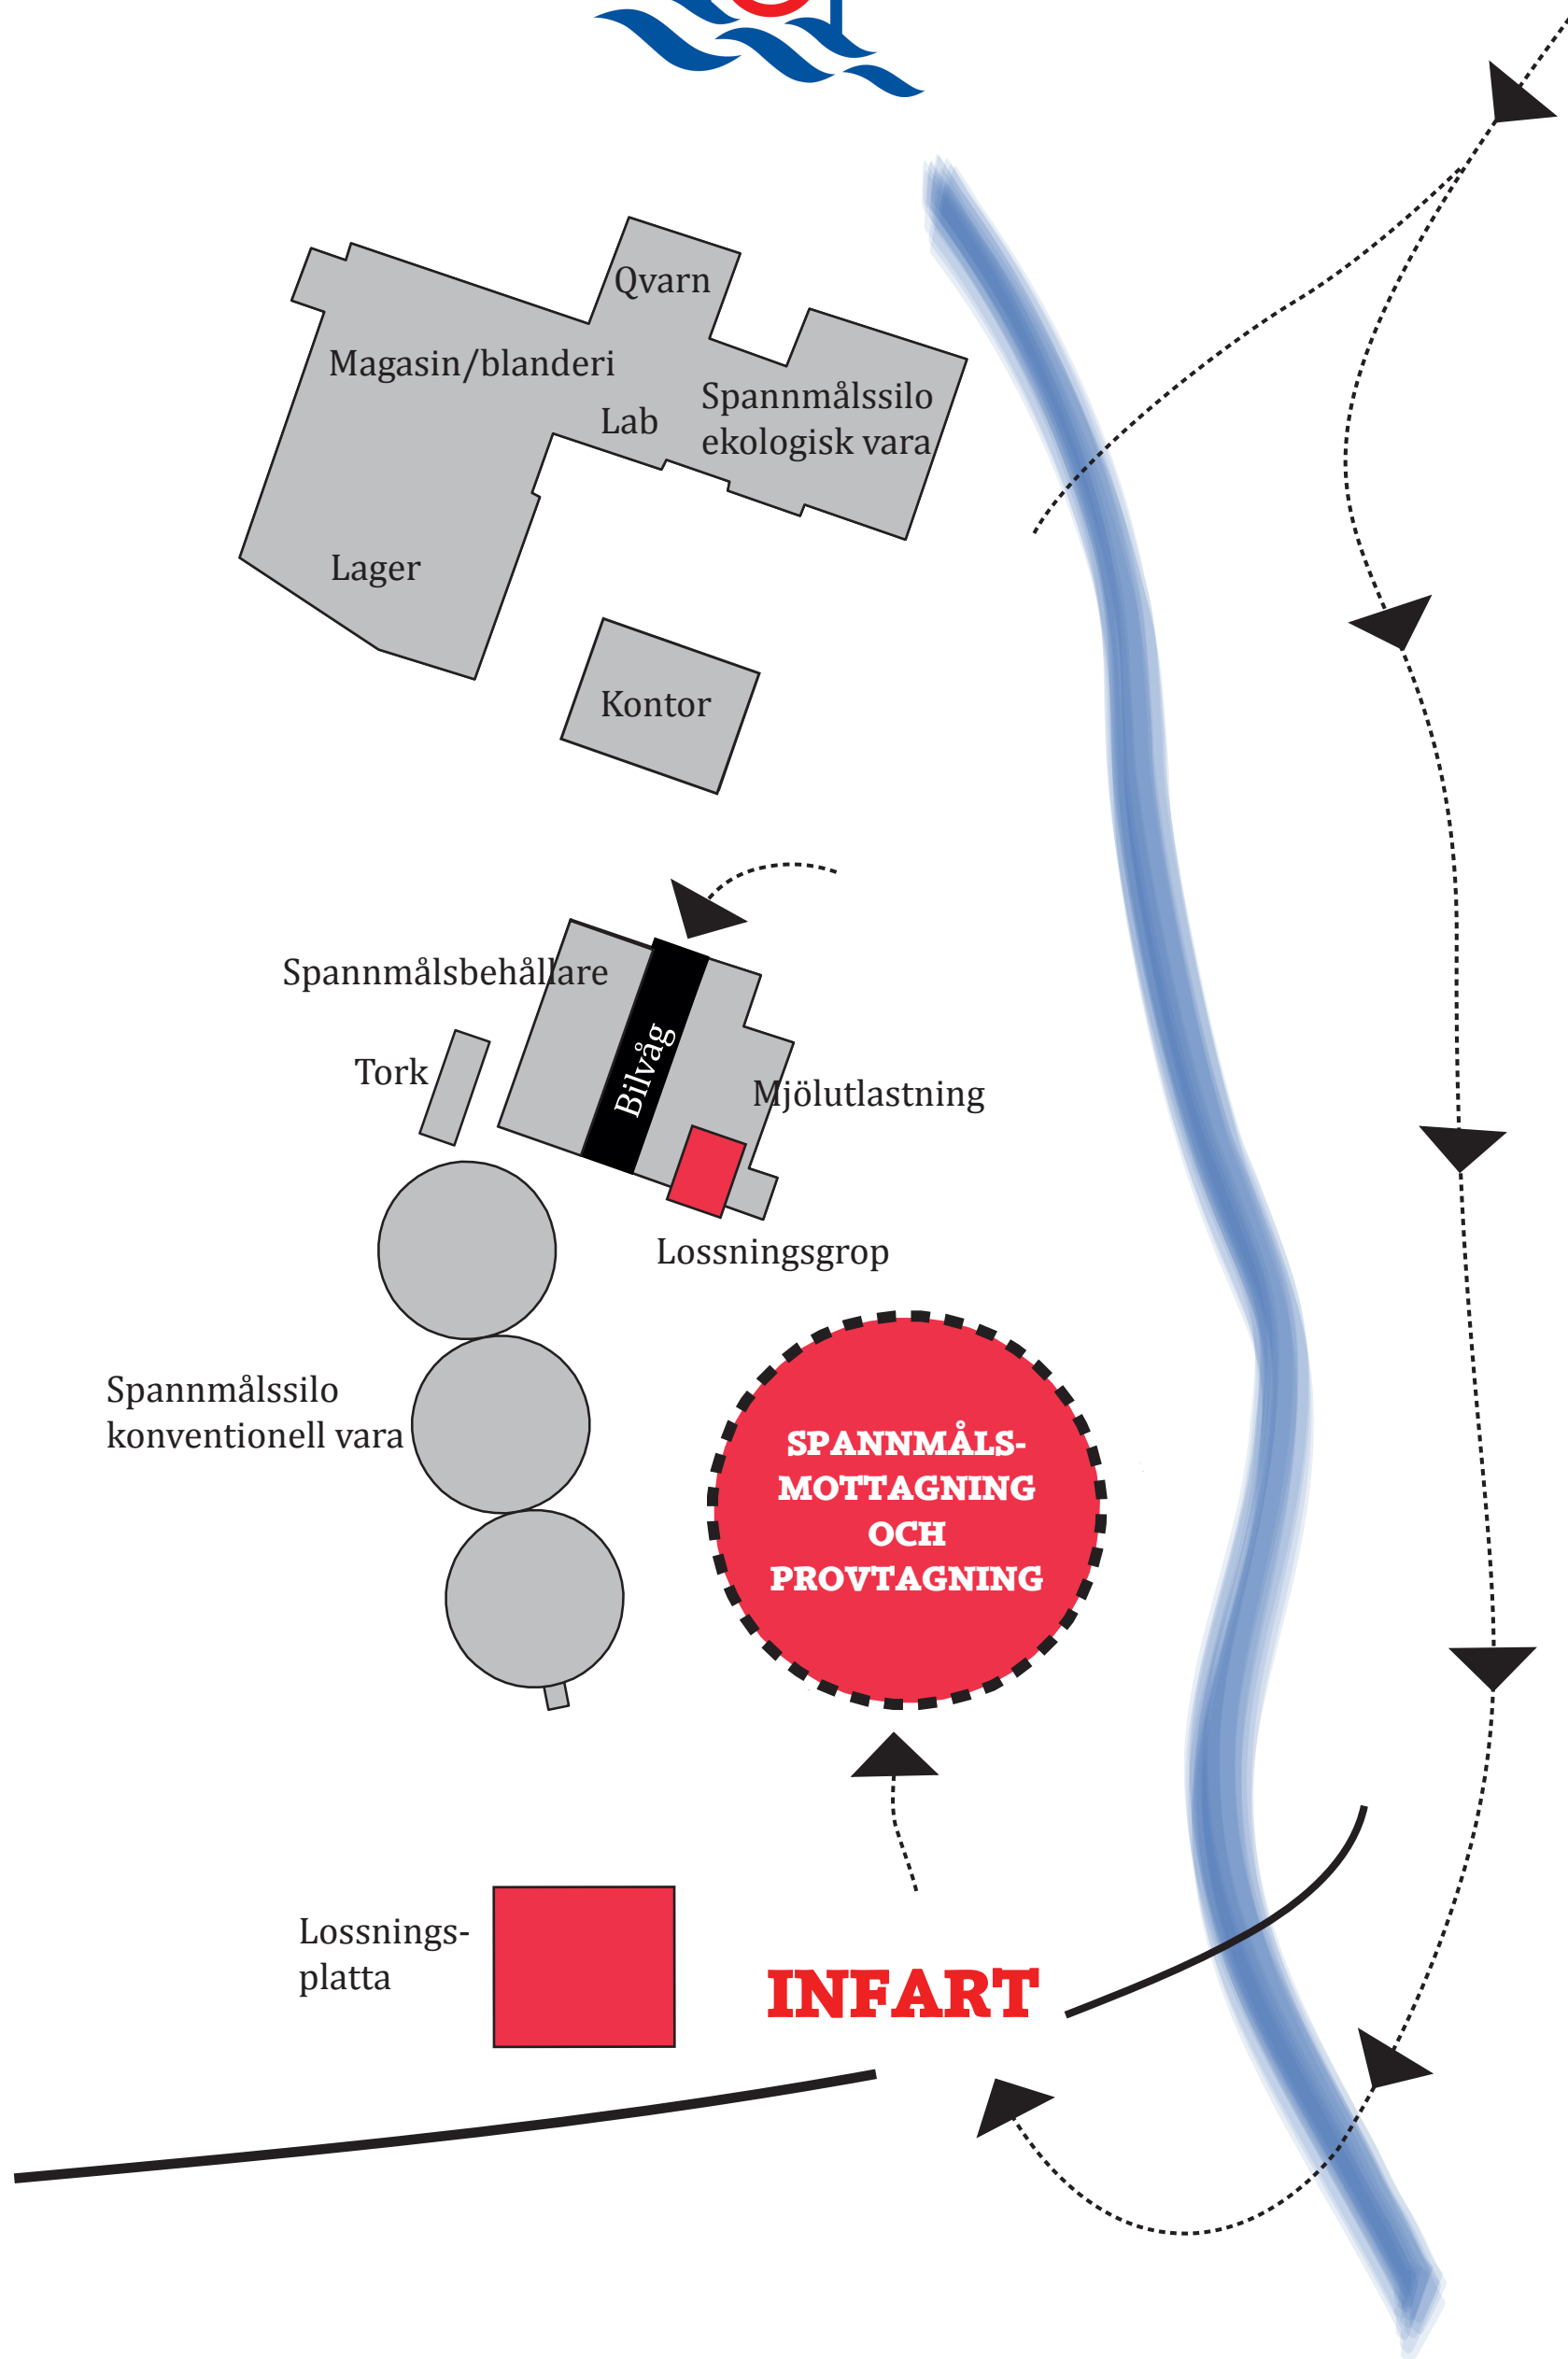 Qvarn
Magasin/blanderi
Lab
Spannmålssilo
ekologisk vara
Lager
Kontor
Spannmålsbehållare
Bilvåg
Tork
Mjölutlastning
Lossningsgrop
Spannmålssilo
konventionell vara
SPANNMÅLS-
MOTTAGNING
OCH
PROVTAGNING
Lossnings-
platta
INFART